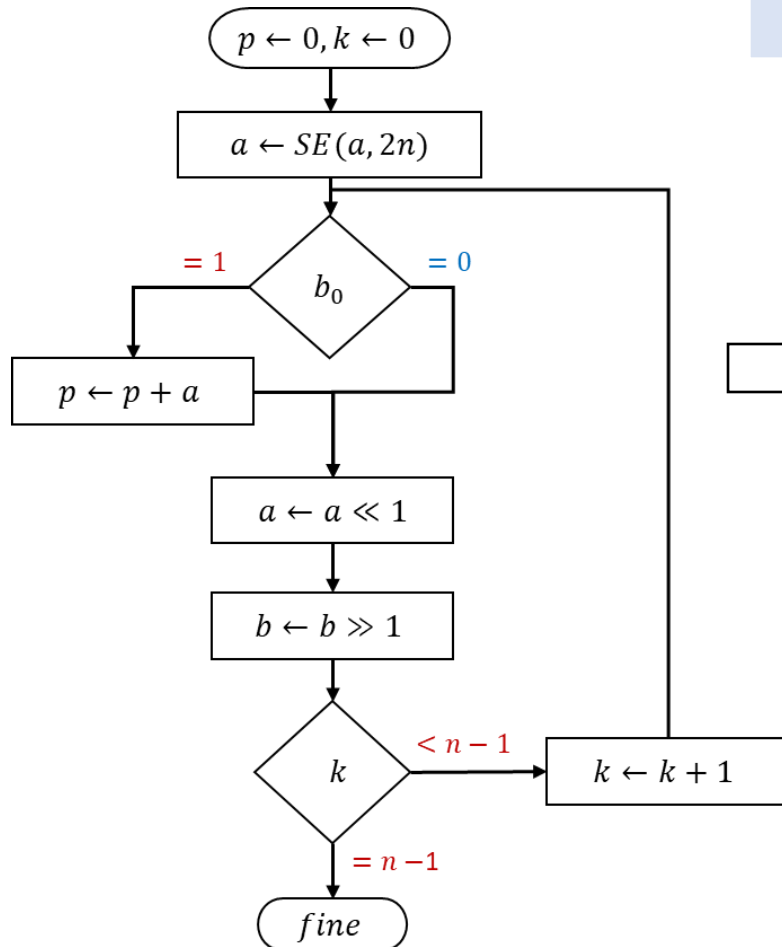 p ← 0, k ← 0
a ← SE(a, 2n)
= 1
= 0
b₀
p ← p + a
a ← a ≪ 1
b ← b ≫ 1
< n − 1
k
k ← k + 1
= n − 1
fine